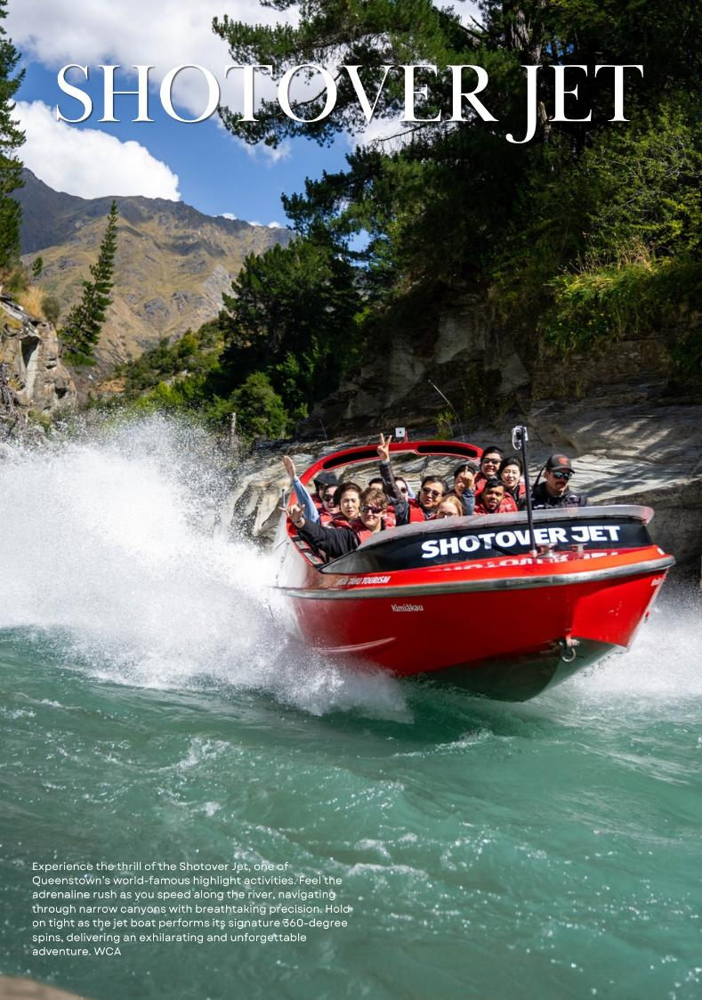 SHOTOVER JET
SHOTOVER JET
NGĀI TAHU TOURISM
Kimiākau
Experience the thrill of the Shotover Jet, one of
Queenstown's world-famous highlight activities. Feel the
adrenaline rush as you speed along the river, navigating
through narrow canyons with breathtaking precision. Hold
on tight as the jet boat performs its signature 360-degree
spins, delivering an exhilarating and unforgettable
adventure. WCA